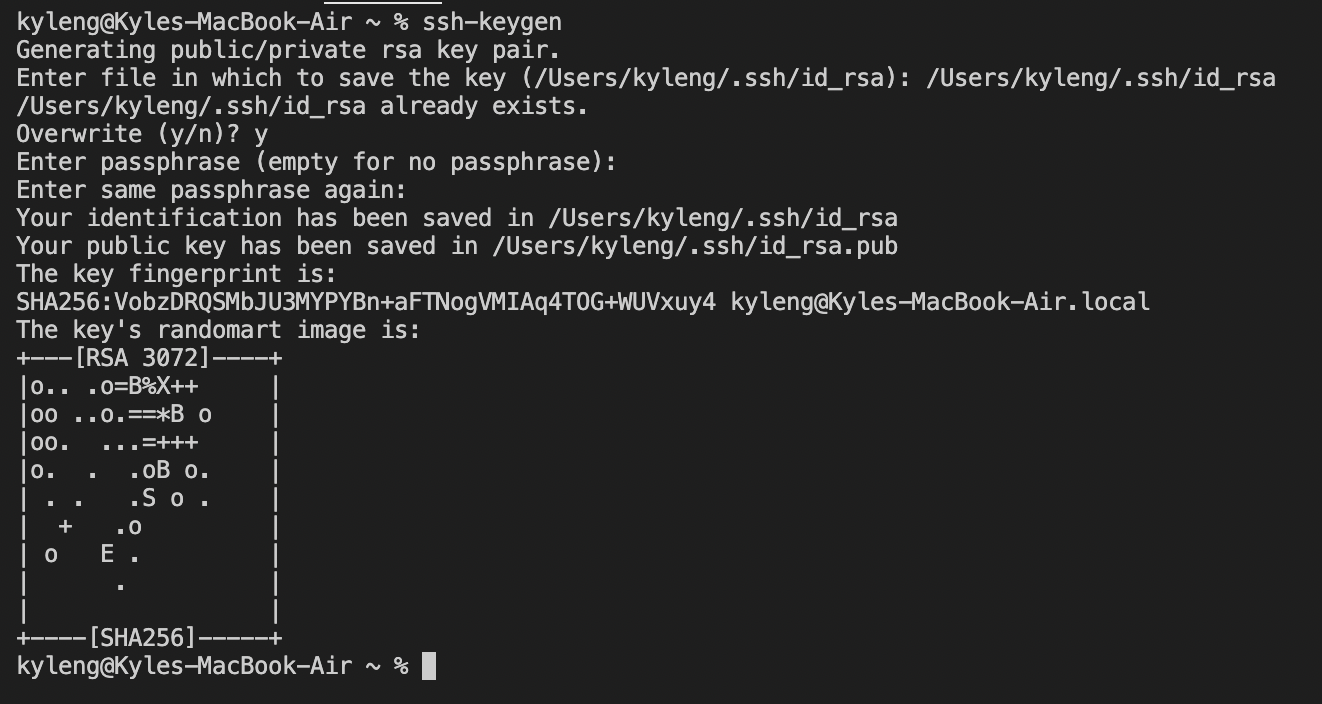 kyleng@Kyles-MacBook-Air ~ % ssh-keygen
Generating public/private rsa key pair.
Enter file in which to save the key (/Users/kyleng/.ssh/id_rsa): /Users/kyleng/.ssh/id_rsa
/Users/kyleng/.ssh/id_rsa already exists.
Overwrite (y/n)? y
Enter passphrase (empty for no passphrase):
Enter same passphrase again:
Your identification has been saved in /Users/kyleng/.ssh/id_rsa
Your public key has been saved in /Users/kyleng/.ssh/id_rsa.pub
The key fingerprint is:
SHA256:VobzDRQSMbJU3MYPYBn+aFTNogVMIAq4TOG+WUVxuy4 kyleng@Kyles-MacBook-Air.local
The key's randomart image is:
+---[RSA 3072]----+
|o.. .o=B%X++     |
|oo ..o.==*B o    |
|oo.  ...=+++     |
|o.  .  .oB o.    |
| . .   .S o .    |
|  +   .o         |
| o   E .         |
|      .          |
|                 |
+----[SHA256]-----+
kyleng@Kyles-MacBook-Air ~ %